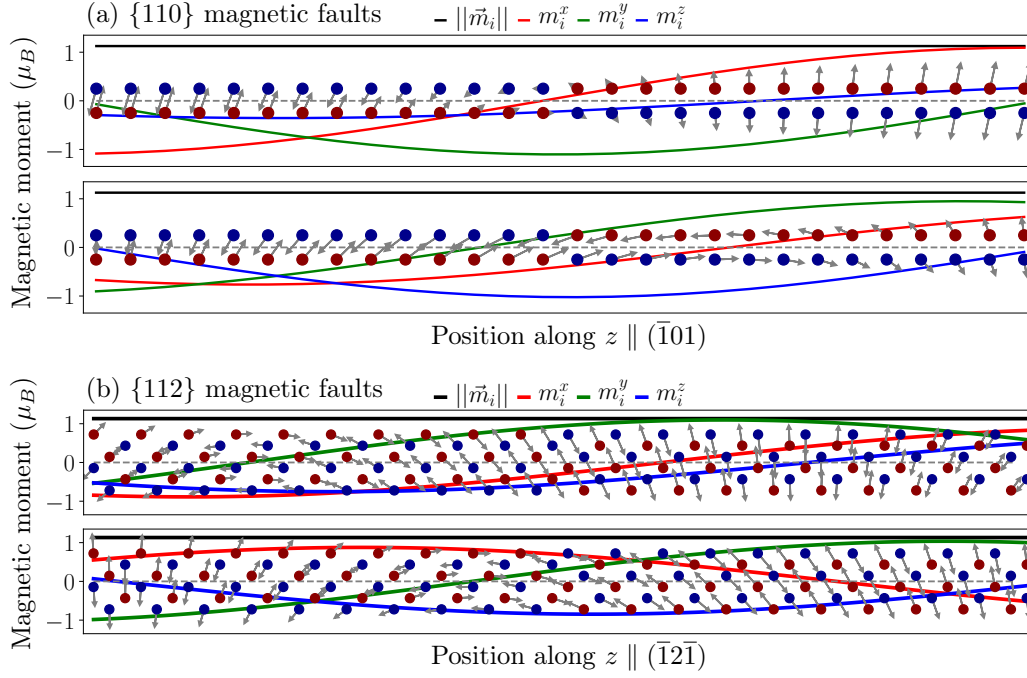 (a) {110} magnetic faults
||m⃗ᵢ|| mᵢˣ mᵢʸ mᵢᶻ
Magnetic moment (μ_B)
1
0
−1
1
0
−1
Position along z ∥ (1̅01)
(b) {112} magnetic faults
||m⃗ᵢ|| mᵢˣ mᵢʸ mᵢᶻ
Magnetic moment (μ_B)
1
0
−1
1
0
−1
Position along z ∥ (1̅21̅)